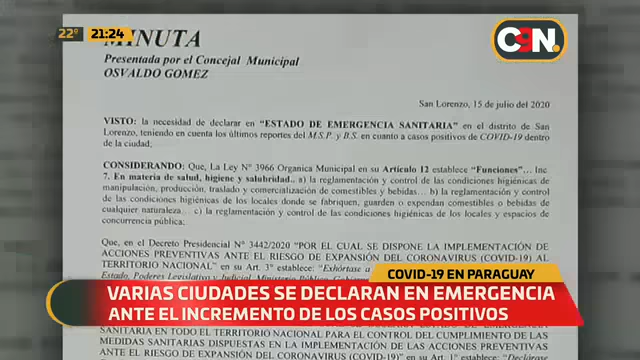 22º 21:24
C9N.
MINUTA
Presentada por el Concejal Municipal
OSVALDO GOMEZ
San Lorenzo, 15 de julio del 2020
VISTO: la necesidad de declarar en "ESTADO DE EMERGENCIA SANITARIA" en el distrito de San
Lorenzo, teniendo en cuenta los últimos reportes del M.S.P. y B.S. en cuanto a casos positivos de COVID-19 dentro
de la ciudad;
CONSIDERANDO: Que, La Ley N° 3966 Organica Municipal en su Artículo 12 establece "Funciones"... Inc
7. En materia de salud, higiene y salubridad.. a) la reglamentación y control de las condiciones higiénicas de
manipulación, producción, traslado y comercialización de comestibles y bebidas... b) la reglamentación y control
de las condiciones higiénicas de los locales donde se fabriquen, guarden o expendan comestibles o bebidas
de cualquier naturaleza... c) la reglamentación y control de las condiciones higiénicas de los locales y espacios de
concurrencia pública;
Que, en el Decreto Presidencial N° 3442/2020 "POR EL CUAL SE DISPONE LA IMPLEMENTACIÓN DE
ACCIONES PREVENTIVAS ANTE EL RIESGO DE EXPANSIÓN DEL CORONAVIRUS (COVID-19) AL
TERRITORIO NACIONAL" en su Art. 3° establece: "Exhórtase a
Estado, Poderes Legislativo y Judicial, Ministerio Público,
COVID-19 EN PARAGUAY
VARIAS CIUDADES SE DECLARAN EN EMERGENCIA
ANTE EL INCREMENTO DE LOS CASOS POSITIVOS
SANITARIA EN TODO EL TERRITORIO NACIONAL PARA EL CONTROL DEL CUMPLIMIENTO DE LAS
MEDIDAS SANITARIAS DISPUESTAS EN LA IMPLEMENTACIÓN DE LAS ACCIONES PREVENTIVAS
ANTE EL RIESGO DE EXPANSIÓN DEL CORONAVIRUS (COVID-19)"